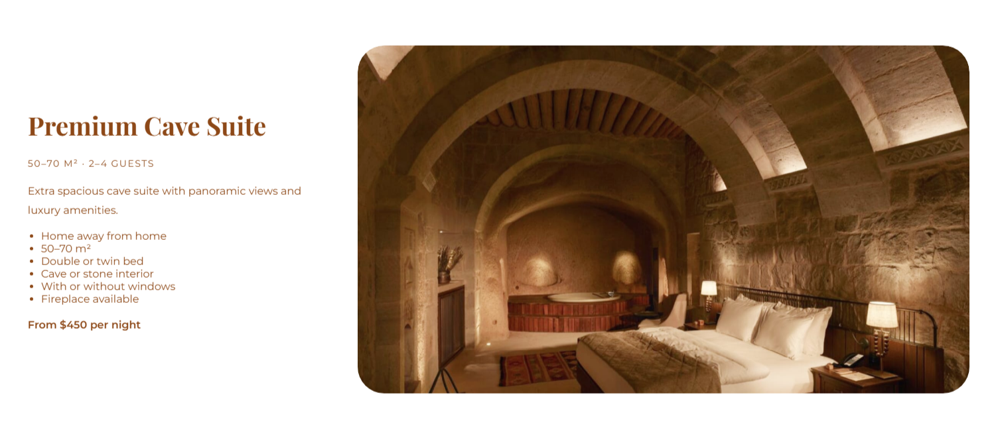 Premium Cave Suite
50–70 M² · 2–4 GUESTS
Extra spacious cave suite with panoramic views and
luxury amenities.
• Home away from home
• 50–70 m²
• Double or twin bed
• Cave or stone interior
• With or without windows
• Fireplace available
From $450 per night